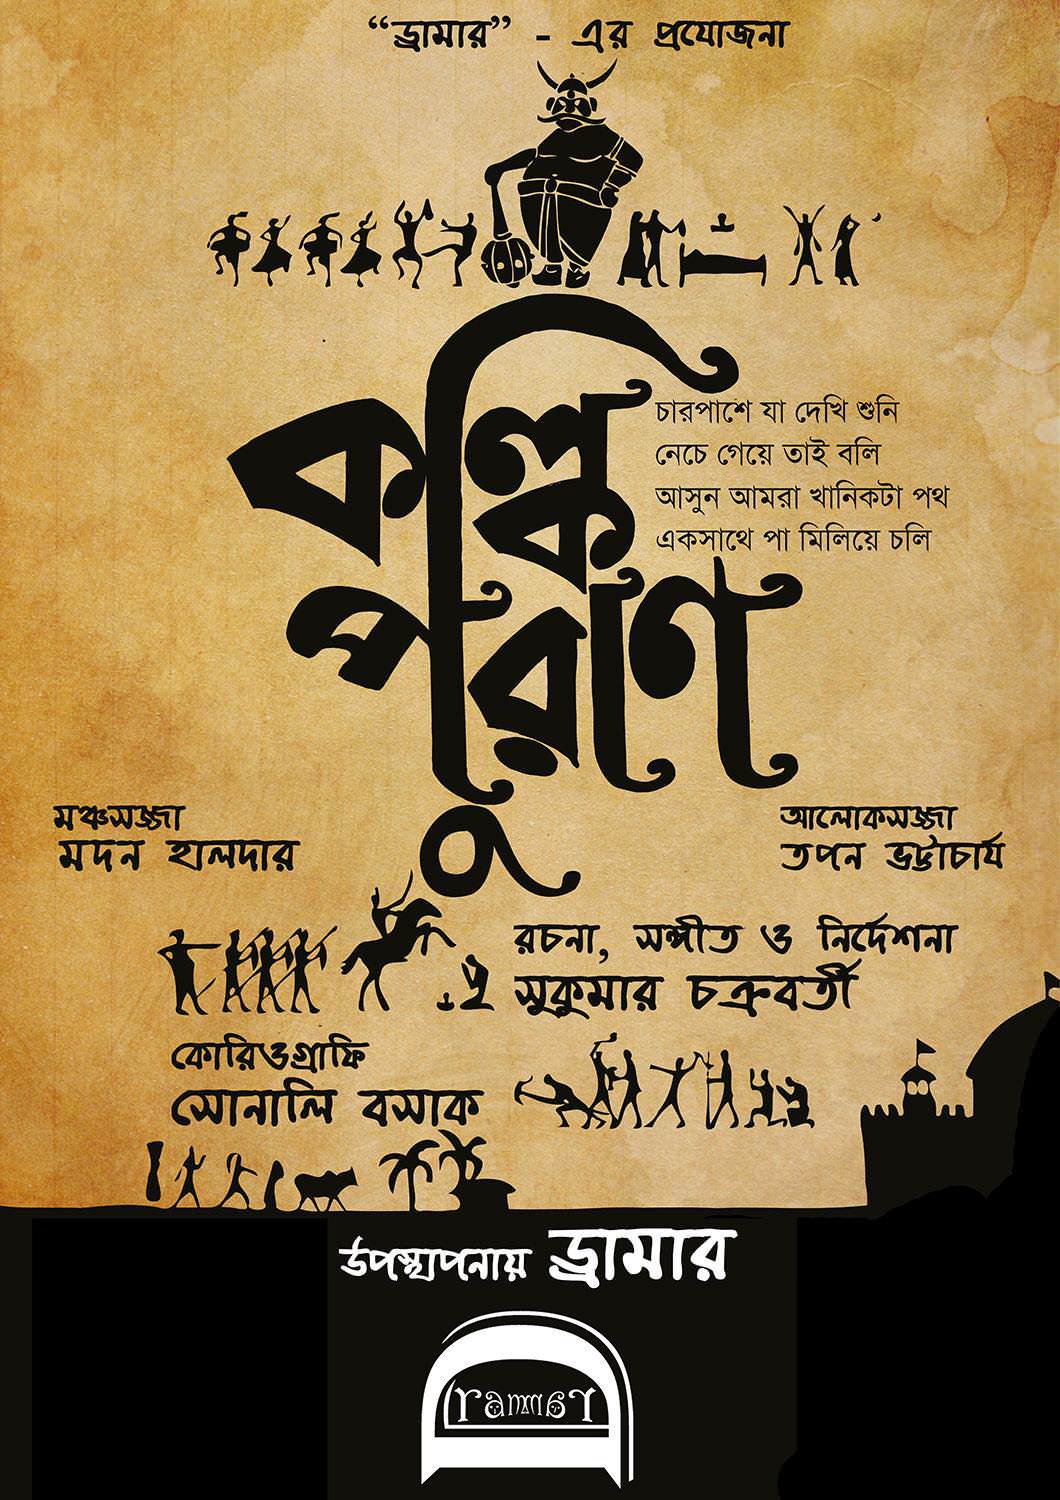 “ড্রামার” - এর প্রযোজনা
কল্কি
পুরাণ
চারপাশে যা দেখি শুনি
নেচে গেয়ে তাই বলি
আসুন আমরা খানিকটা পথ
একসাথে পা মিলিয়ে চলি
মঞ্চসজ্জা
মদন হালদার
আলোকসজ্জা
তপন ভট্টাচার্য
রচনা, সঙ্গীত ও নির্দেশনা
সুকুমার চক্রবর্তী
কোরিওগ্রাফি
সোনালি বসাক
উপস্থাপনায় ড্রামার